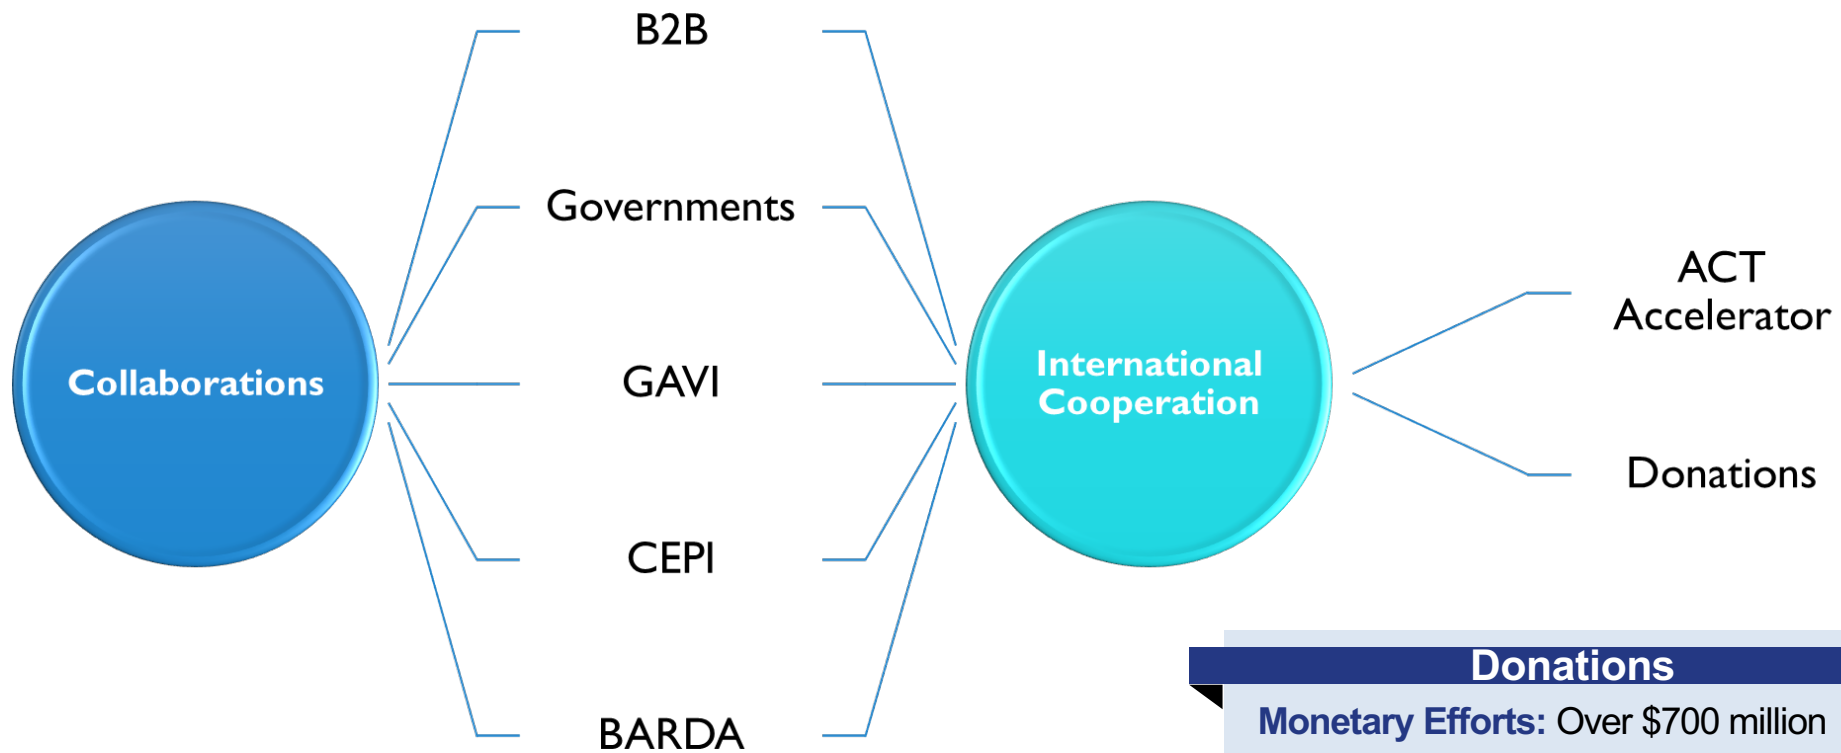 B2B
Governments
Collaborations
GAVI
CEPI
BARDA
International
Cooperation
ACT
Accelerator
Donations
Donations
Monetary Efforts: Over $700 million